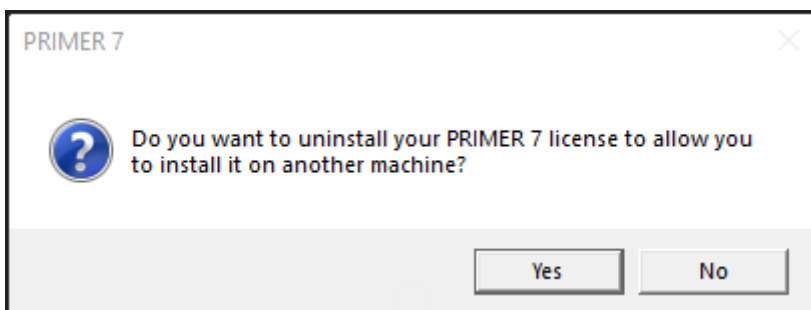 PRIMER 7
Do you want to uninstall your PRIMER 7 license to allow you
to install it on another machine?
Yes
No